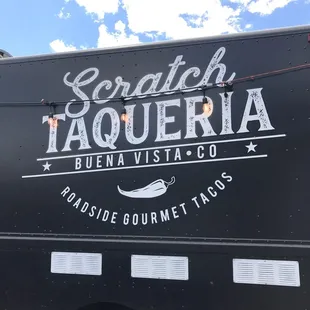 Scratch
TAQUERIA
BUENA VISTA • CO
ROADSIDE GOURMET TACOS